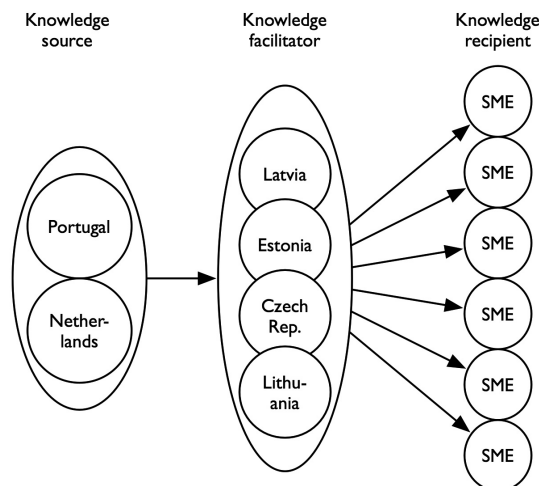 Knowledge
source
Knowledge
facilitator
Knowledge
recipient
Portugal
Nether-
lands
Latvia
Estonia
Czech
Rep.
Lithu-
ania
SME
SME
SME
SME
SME
SME